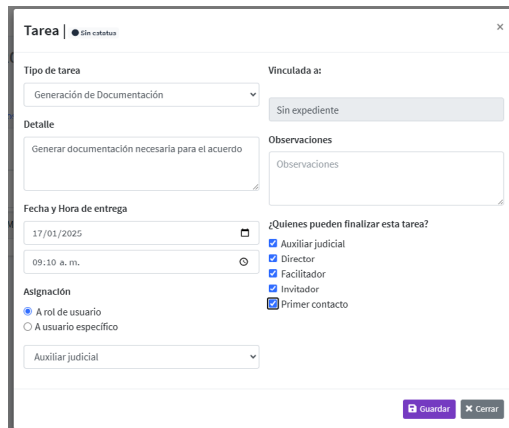 Tarea | Sin estatus
×
Tipo de tarea
Generación de Documentación
Detalle
Generar documentación necesaria para el acuerdo
Fecha y Hora de entrega
17/01/2025
09:10 a. m.
Asignación
A rol de usuario
A usuario específico
Auxiliar judicial
Vinculada a:
Sin expediente
Observaciones
Observaciones
¿Quienes pueden finalizar esta tarea?
Auxiliar judicial
Director
Facilitador
Invitador
Primer contacto
Guardar
× Cerrar